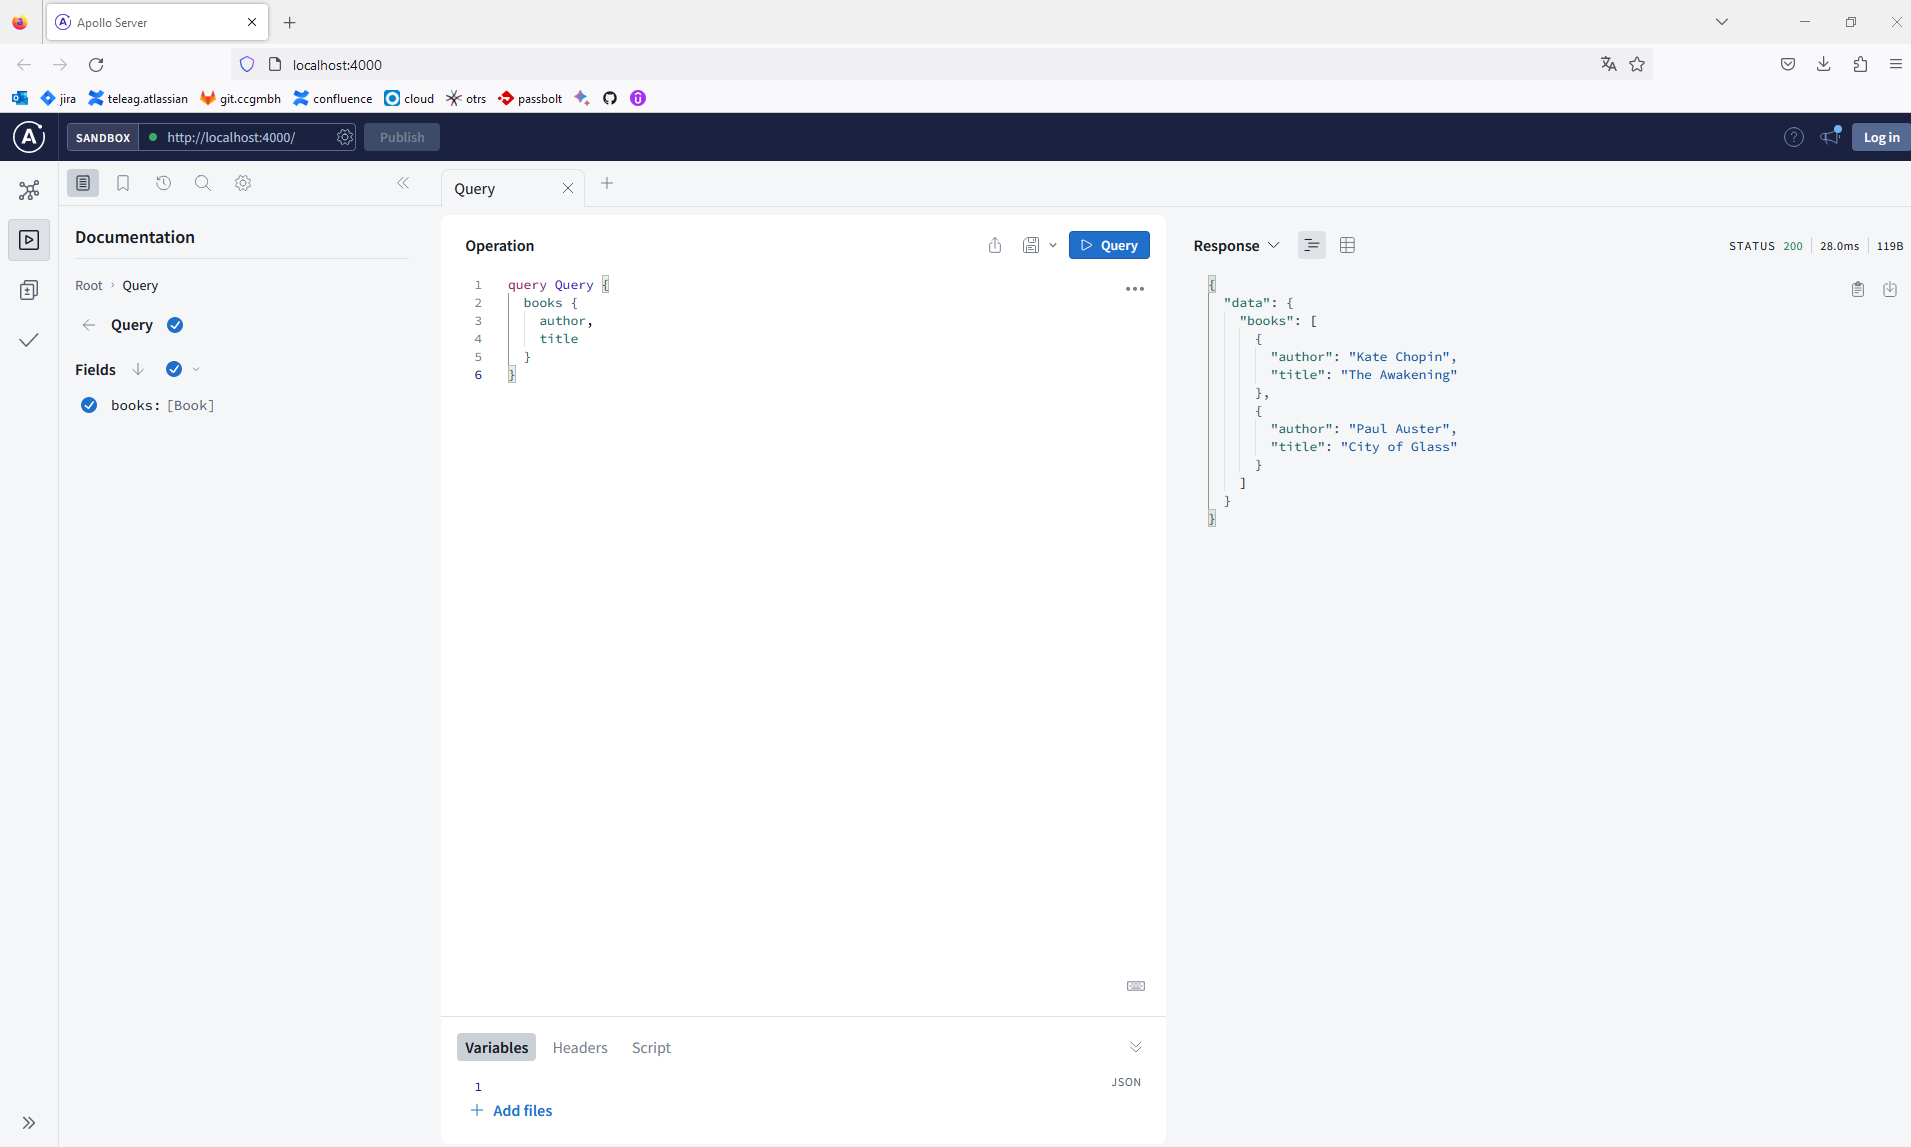 Apollo Server
localhost:4000
jira
teleag.atlassian
git.ccgmbh
confluence
cloud
otrs
passbolt
SANDBOX
http://localhost:4000/
Publish
Log in
Documentation
Root › Query
Query
Fields
books: [Book]
Query
Operation
Query
1 query Query {
2 books {
3 author,
4 title
5 }
6 }
Variables
Headers
Script
JSON
1
Add files
Response
STATUS 200
28.0ms
119B
{
"data": {
"books": [
{
"author": "Kate Chopin",
"title": "The Awakening"
},
{
"author": "Paul Auster",
"title": "City of Glass"
}
]
}
}